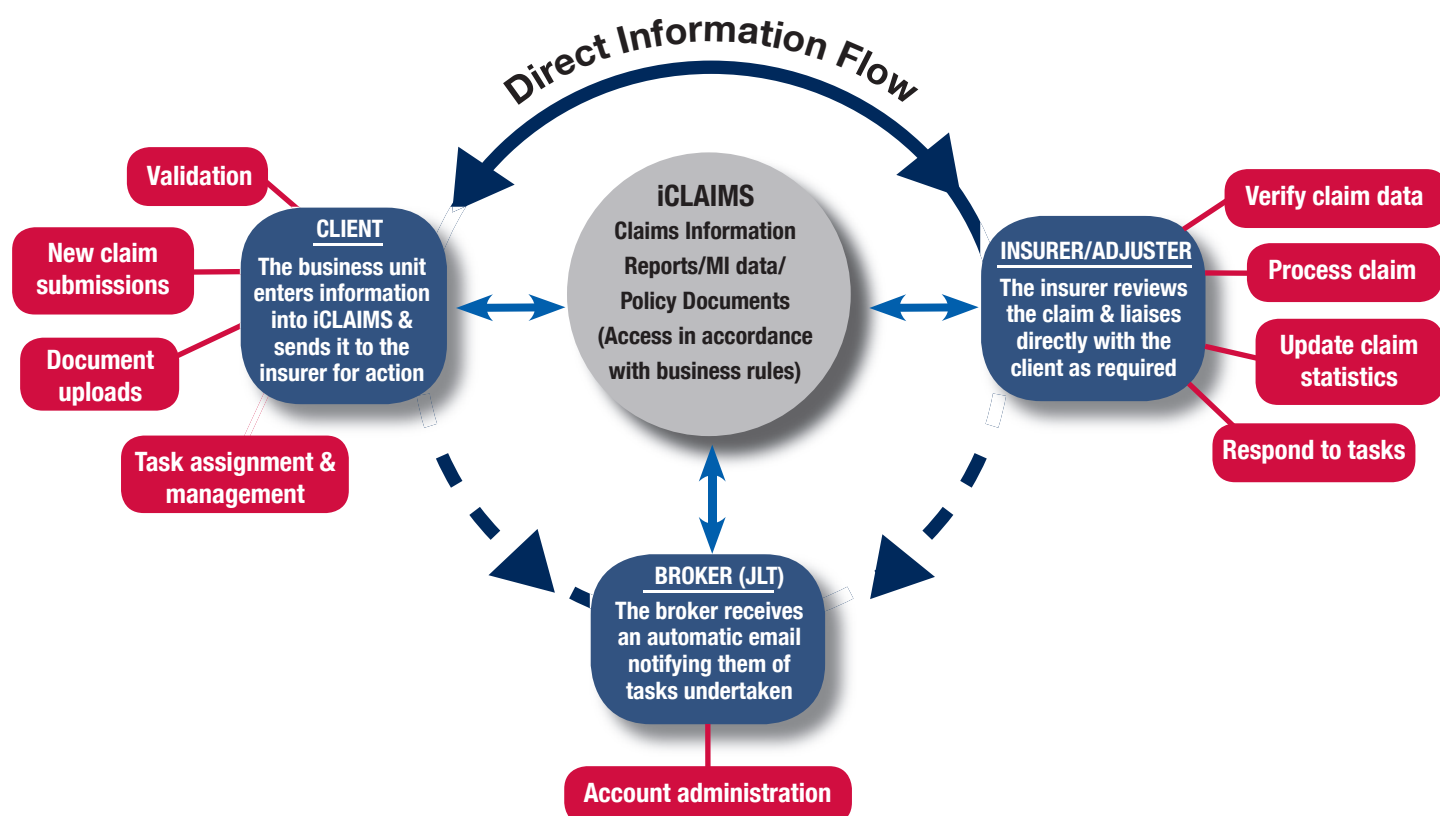 Direct Information Flow
Validation
New claim
submissions
Document
uploads
Task assignment &
management
CLIENT
The business unit
enters information
into iCLAIMS &
sends it to the
insurer for action
iCLAIMS
Claims Information
Reports/MI data/
Policy Documents
(Access in accordance
with business rules)
INSURER/ADJUSTER
The insurer reviews
the claim & liaises
directly with the
client as required
Verify claim data
Process claim
Update claim
statistics
Respond to tasks
BROKER (JLT)
The broker receives
an automatic email
notifying them of
tasks undertaken
Account administration